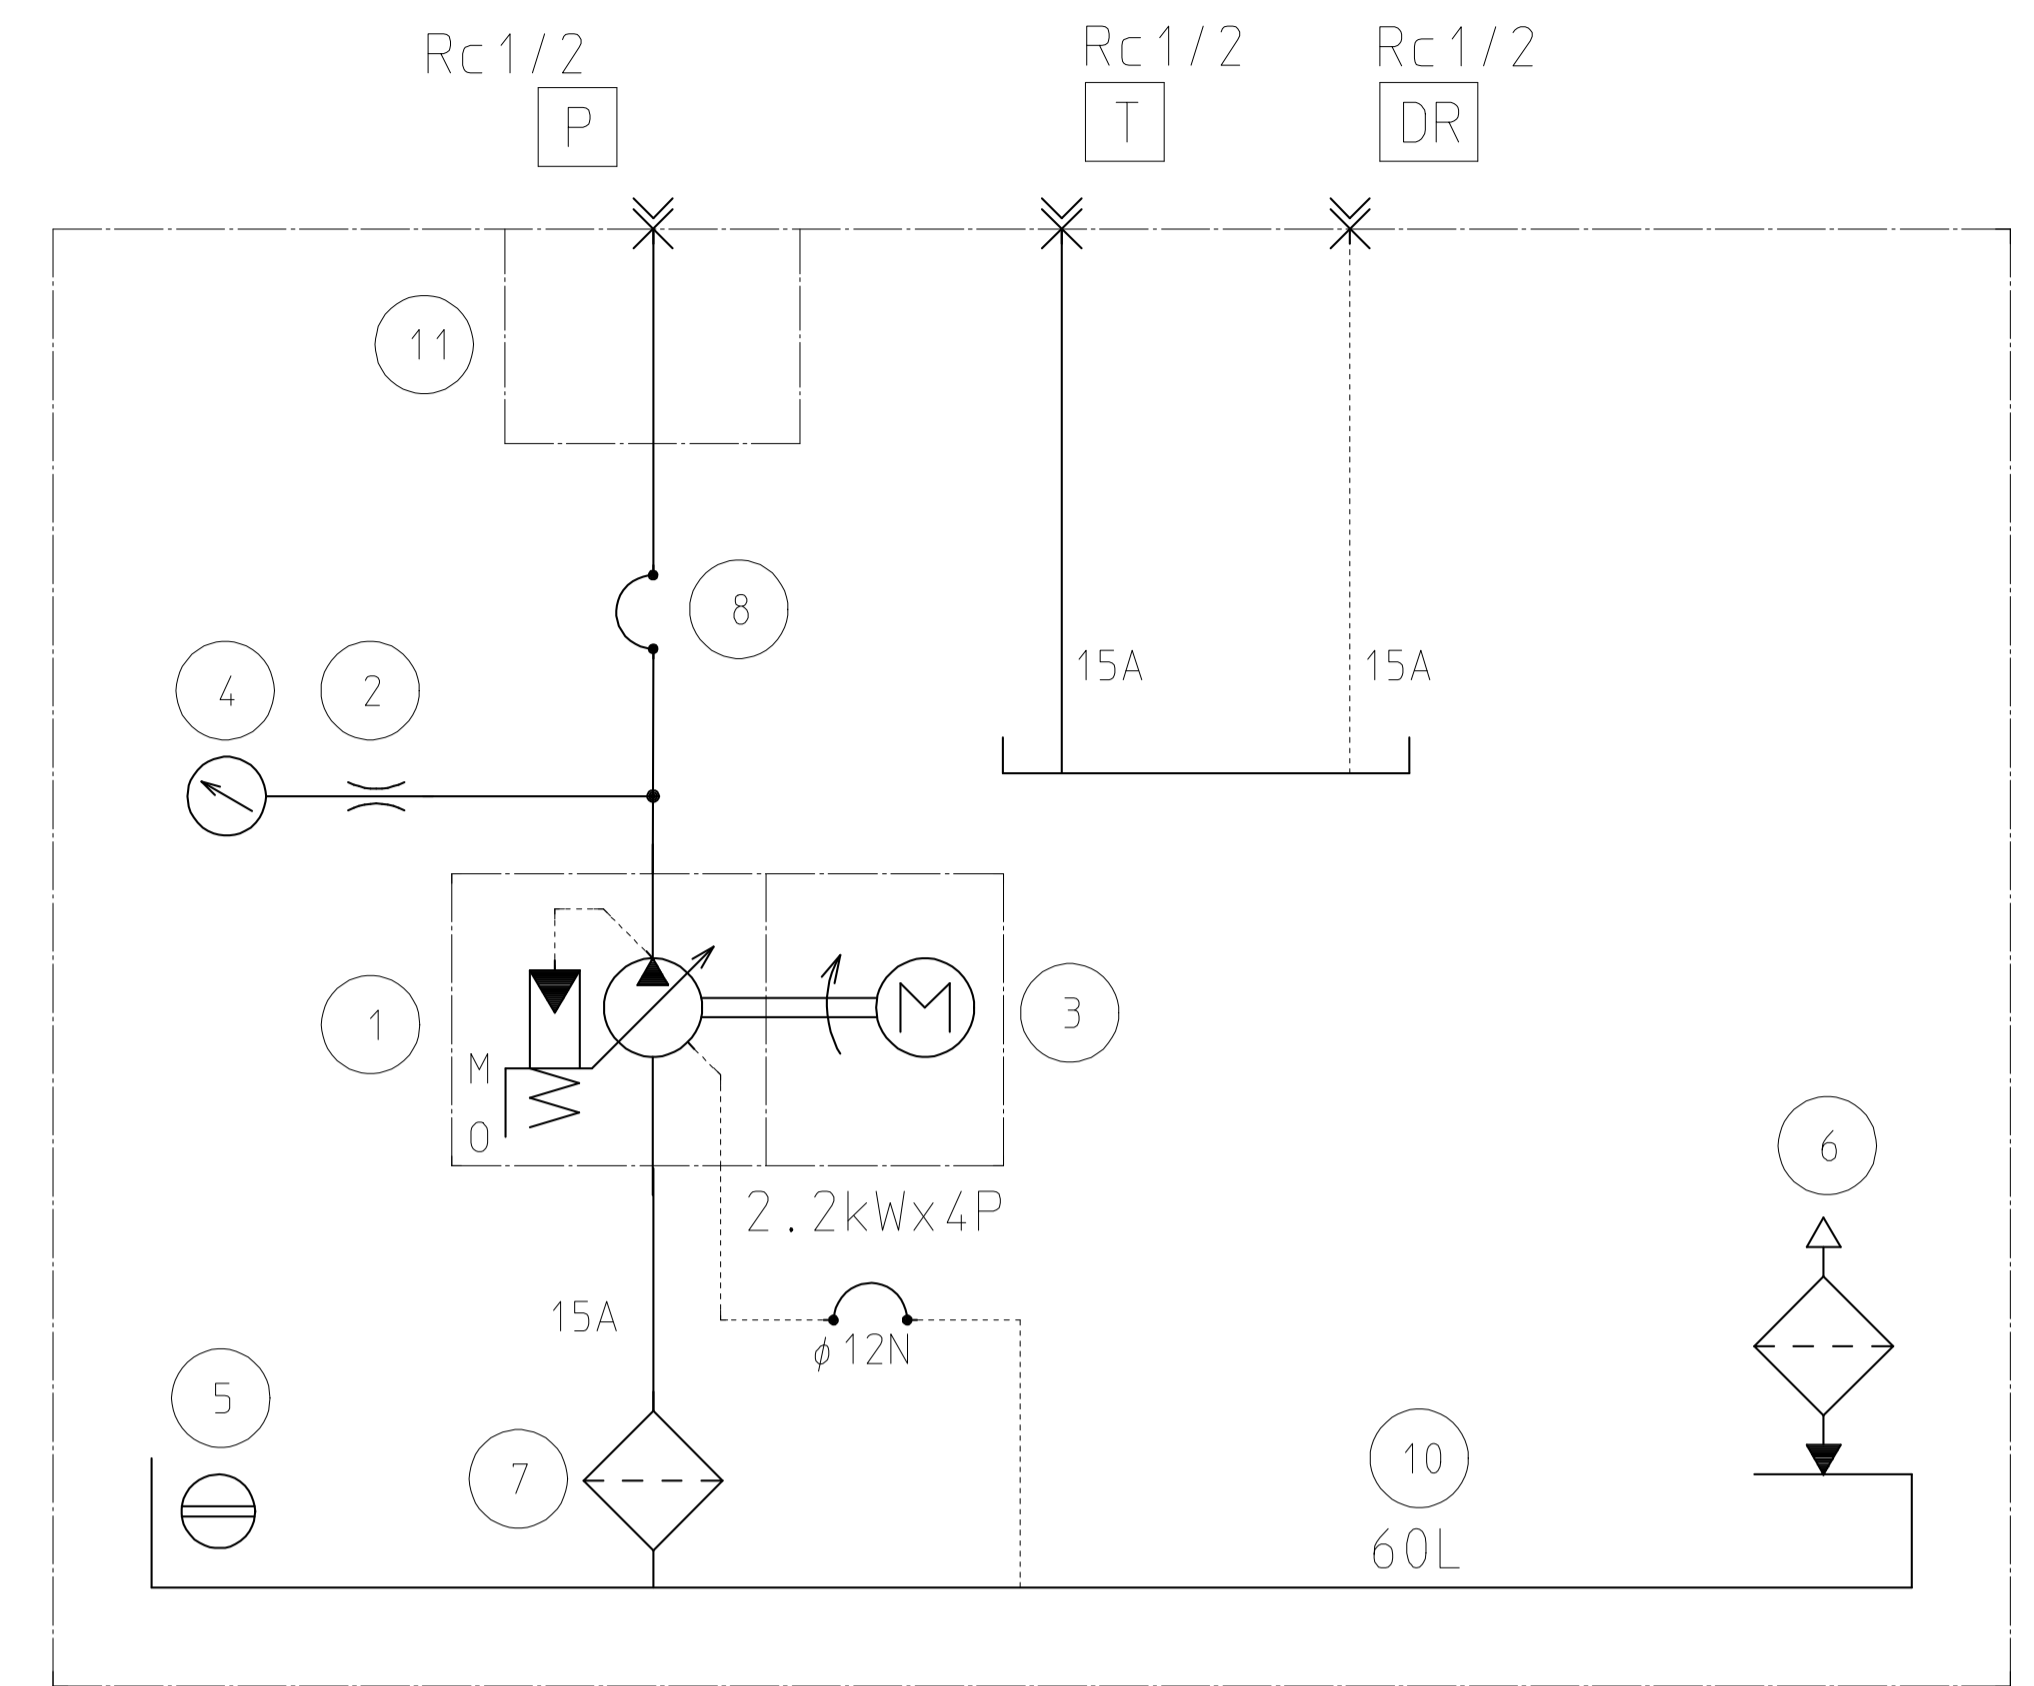 Rc1/2 Rc1/2 Rc1/2
P T DR
11
8
4 2 15A 15A
1 3
M
O
6
2.2kWx4P
15A
φ12N
5
7 10
60L
M